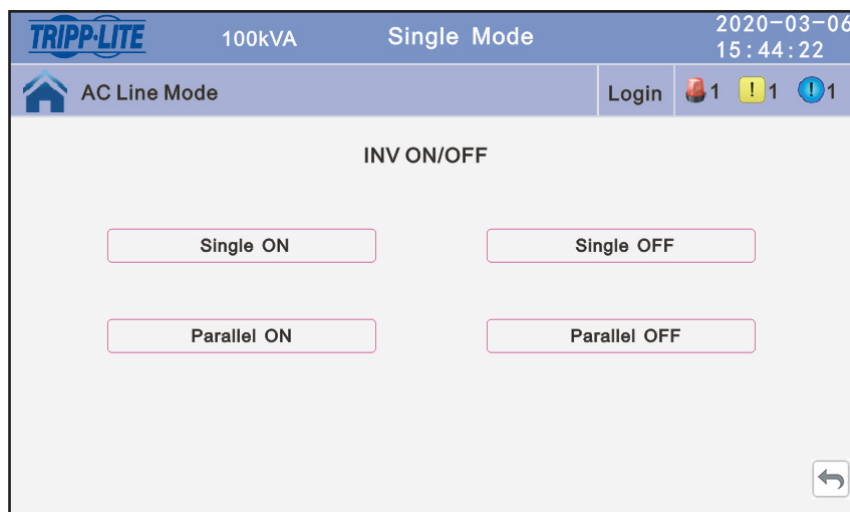 TRIPP·LITE 100kVA Single Mode 2020-03-06
15:44:22
AC Line Mode Login 1 ! 1 ! 1
INV ON/OFF
Single ON Single OFF
Parallel ON Parallel OFF